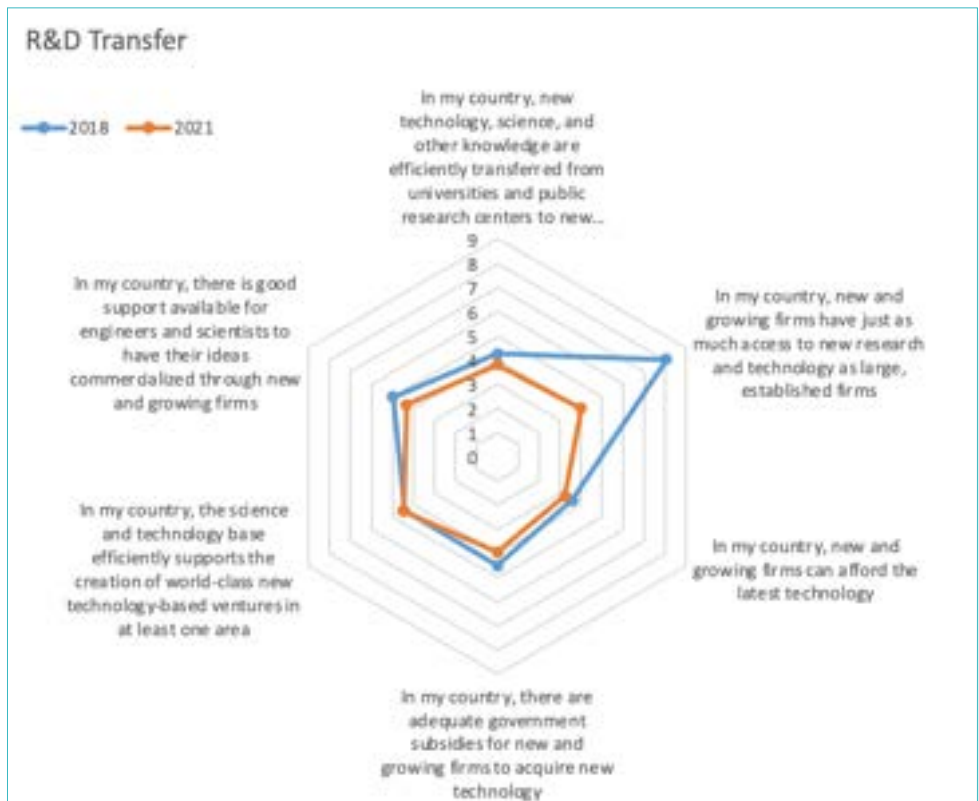 R&D Transfer
2018
2021
In my country, new
technology, science, and
other knowledge are
efficiently transferred from
universities and public
research centers to new...
9
8
7
6
5
4
3
2
1
0
In my country, new and
growing firms have just as
much access to new research
and technology as large,
established firms
In my country, new and
growing firms can afford the
latest technology
In my country, there are
adequate government
subsidies for new and
growing firms to acquire new
technology
In my country, the science
and technology base
efficiently supports the
creation of world-class new
technology-based ventures in
at least one area
In my country, there is good
support available for
engineers and scientists to
have their ideas
commercialized through new
and growing firms